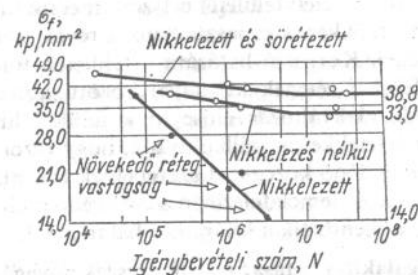 σf,
kp/mm²
Nikkelezett és sörétezett
49,0
42,0
35,0
28,0
21,0
14,0
38,8
33,0
Nikkelezés nélkül
Növekedő réteg-
vastagság
Nikkelezett
14,0
10⁴ 10⁵ 10⁶ 10⁷ 10⁸
Igénybevételi szám, N